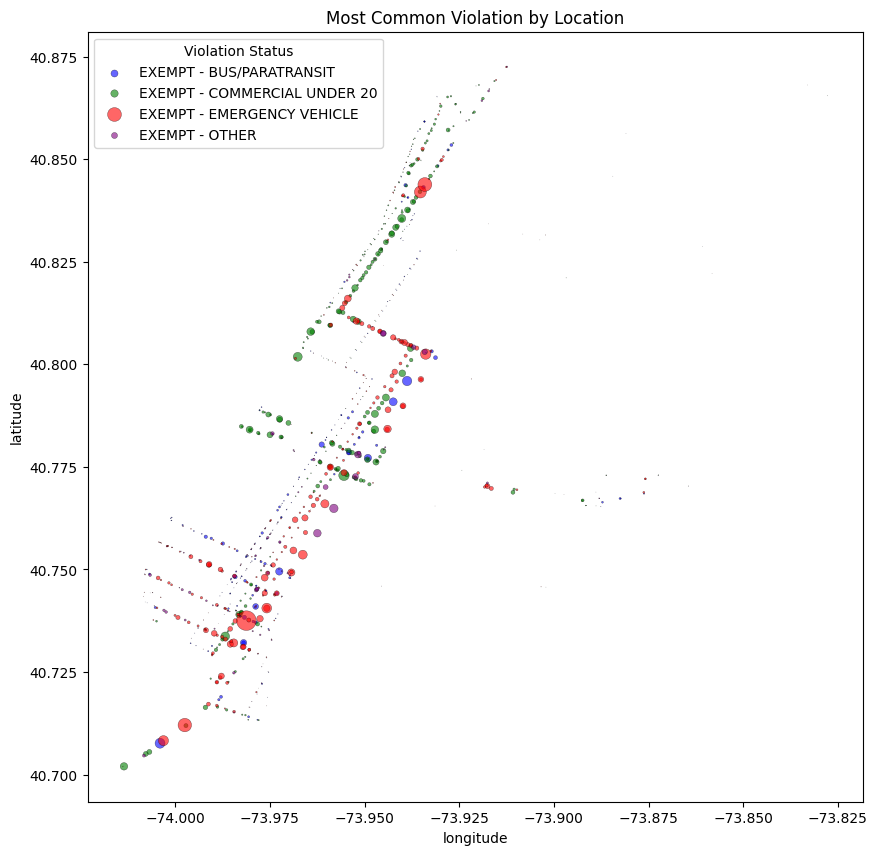 Most Common Violation by Location
Violation Status
EXEMPT - BUS/PARATRANSIT
EXEMPT - COMMERCIAL UNDER 20
EXEMPT - EMERGENCY VEHICLE
EXEMPT - OTHER
latitude
40.875
40.850
40.825
40.800
40.775
40.750
40.725
40.700
−74.000 −73.975 −73.950 −73.925 −73.900 −73.875 −73.850 −73.825
longitude